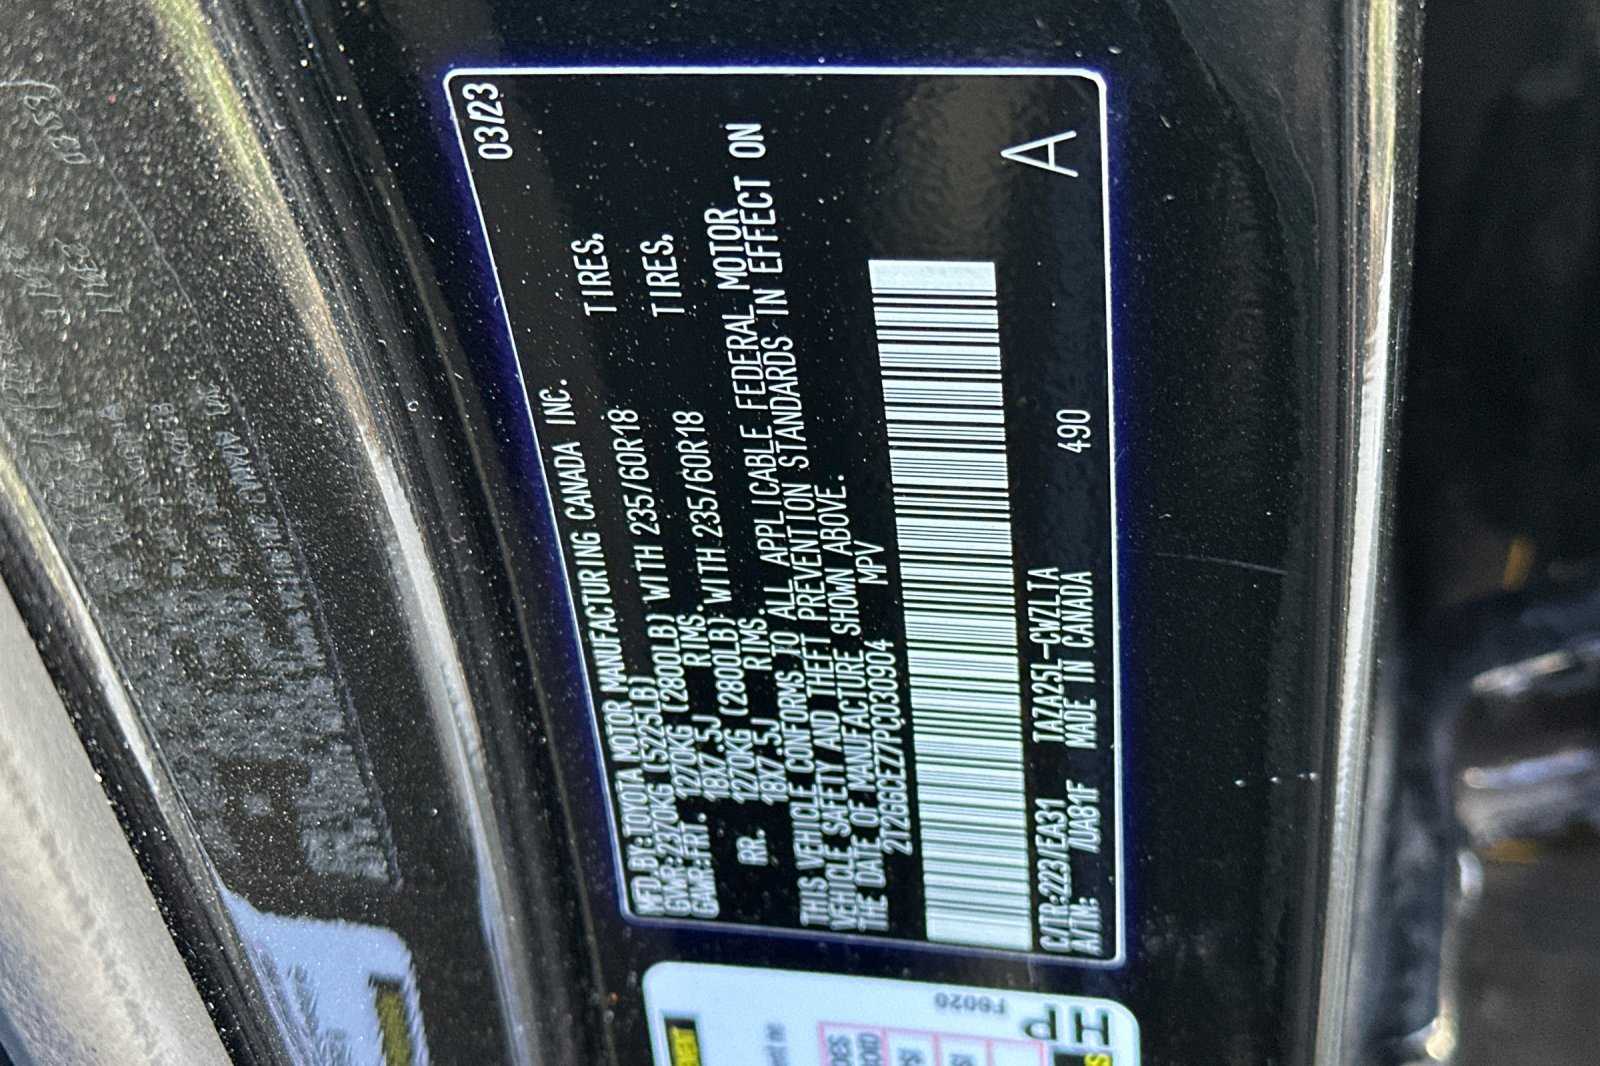 MFD.BY:TOYOTA MOTOR MANUFACTURING CANADA INC. 03/23
GVWR:2370KG (5225LB)
GAWR:FRT. 1270KG (2800LB) WITH 235/60R18 TIRES,
18X7.5J RIMS.
RR. 1270KG (2800LB) WITH 235/60R18 TIRES,
18X7.5J RIMS.
THIS VEHICLE CONFORMS TO ALL APPLICABLE FEDERAL MOTOR
VEHICLE SAFETY AND THEFT PREVENTION STANDARDS IN EFFECT ON
THE DATE OF MANUFACTURE SHOWN ABOVE.
2T2GGCEZ7PC030904 MPV
C/TR:223/EA31 TAZA25L-CWZLTA A
A/TM: /UA81F MADE IN CANADA 490
F6020